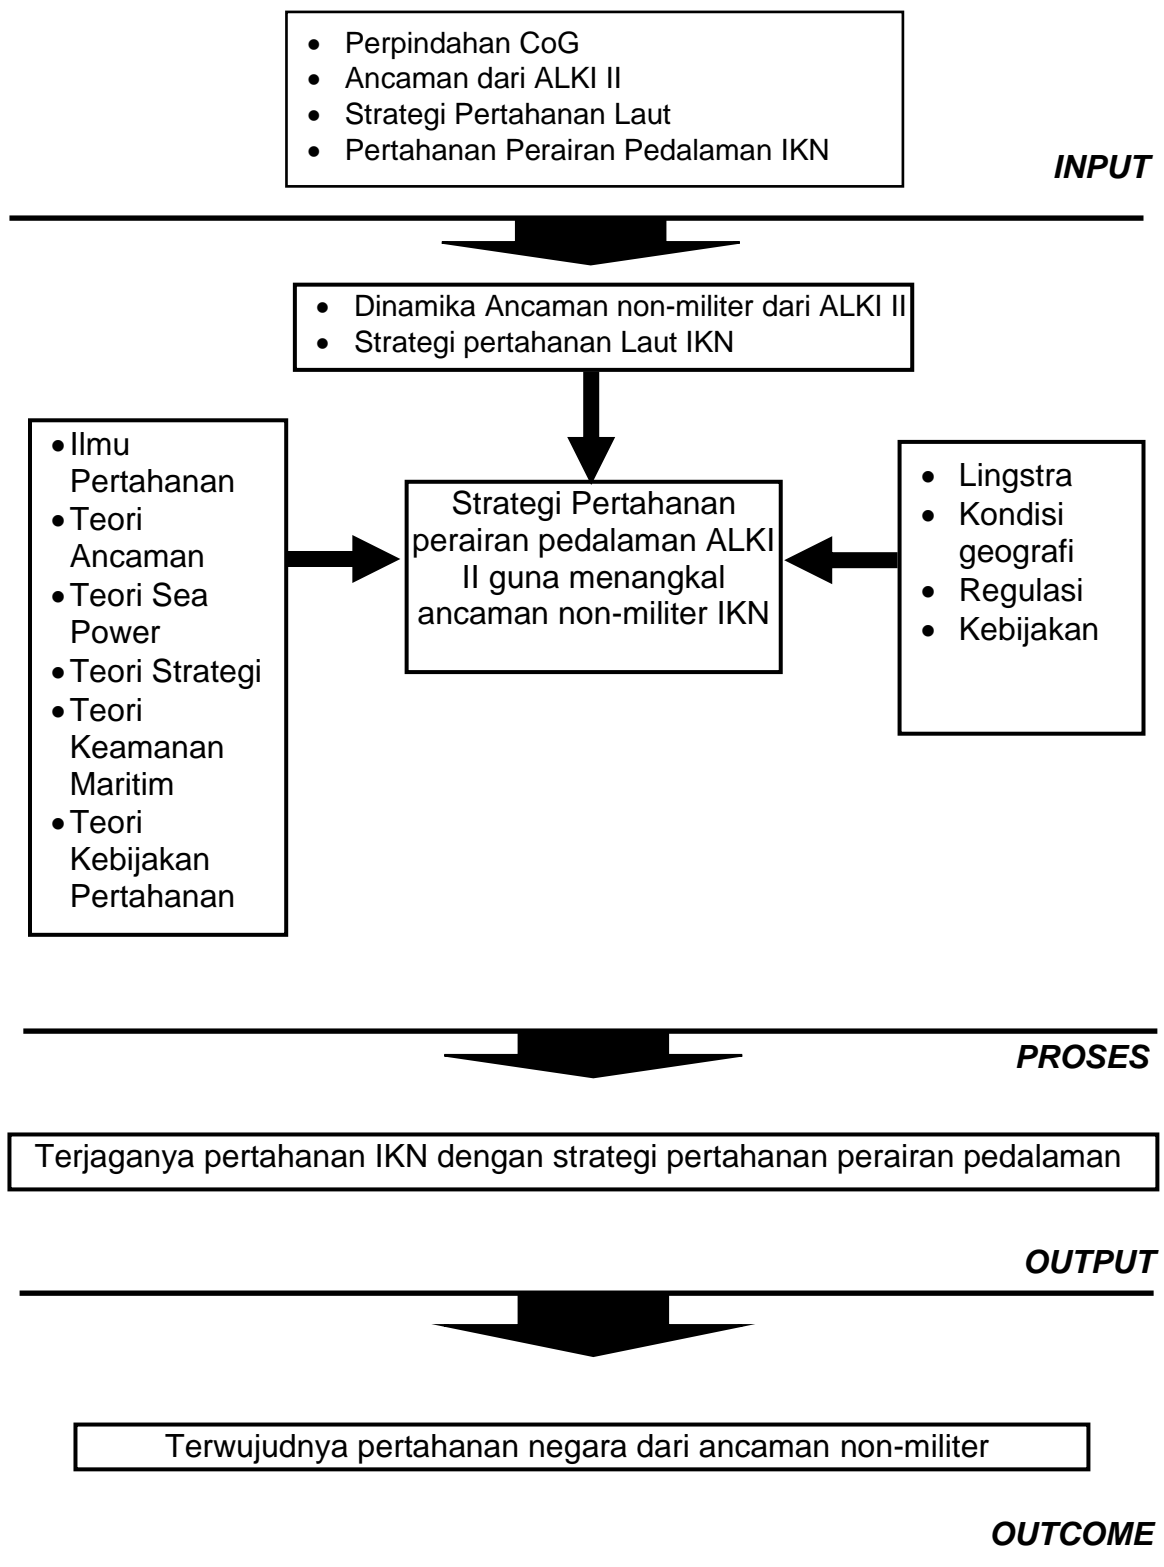 • Perpindahan CoG
• Ancaman dari ALKI II
• Strategi Pertahanan Laut
• Pertahanan Perairan Pedalaman IKN
INPUT
• Dinamika Ancaman non-militer dari ALKI II
• Strategi pertahanan Laut IKN
• Ilmu
Pertahanan
• Teori
Ancaman
• Teori Sea
Power
• Teori Strategi
• Teori
Keamanan
Maritim
• Teori
Kebijakan
Pertahanan
Strategi Pertahanan
perairan pedalaman ALKI
II guna menangkal
ancaman non-militer IKN
• Lingstra
• Kondisi
geografi
• Regulasi
• Kebijakan
PROSES
Terjaganya pertahanan IKN dengan strategi pertahanan perairan pedalaman
OUTPUT
Terwujudnya pertahanan negara dari ancaman non-militer
OUTCOME